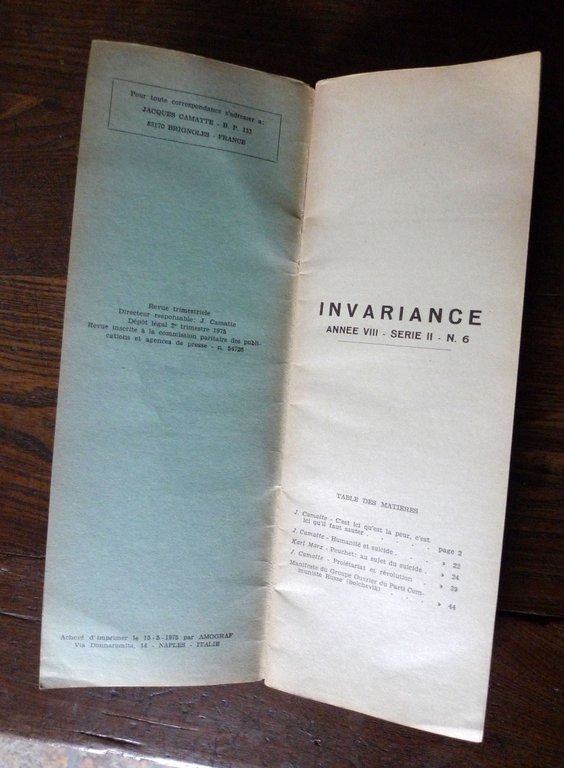 Pour toute correspondance s'adresser a:
JACQUES CAMATTE - B. P. 133
83170 BRIGNOLES - FRANCE
Revue trimestrielle
Directeur responsable: J. Camatte
Dépôt légal 2e trimestre 1975
Revue inscrite à la commission paritaire des publi-
cations et agences de presse - n. 54726
Achevé d'imprimer le 15-5-1975 par AMOGRAF
Via Donnaromita, 14 - NAPLES - ITALIE
INVARIANCE
ANNEE VIII - SERIE II - N. 6
TABLE DES MATIERES
J. Camatte - C'est ici qu'est la peur, c'est
ici qu'il faut sauter . . . . . page 2
J. Camatte - Humanité et suicide . . » 22
Karl Marx - Peuchet: au sujet du suicide . » 24
J. Camatte - Prolétariat et révolution . » 39
Manifeste du Groupe Ouvrier du Parti Com-
muniste Russe (bolchevik) . . . . » 44